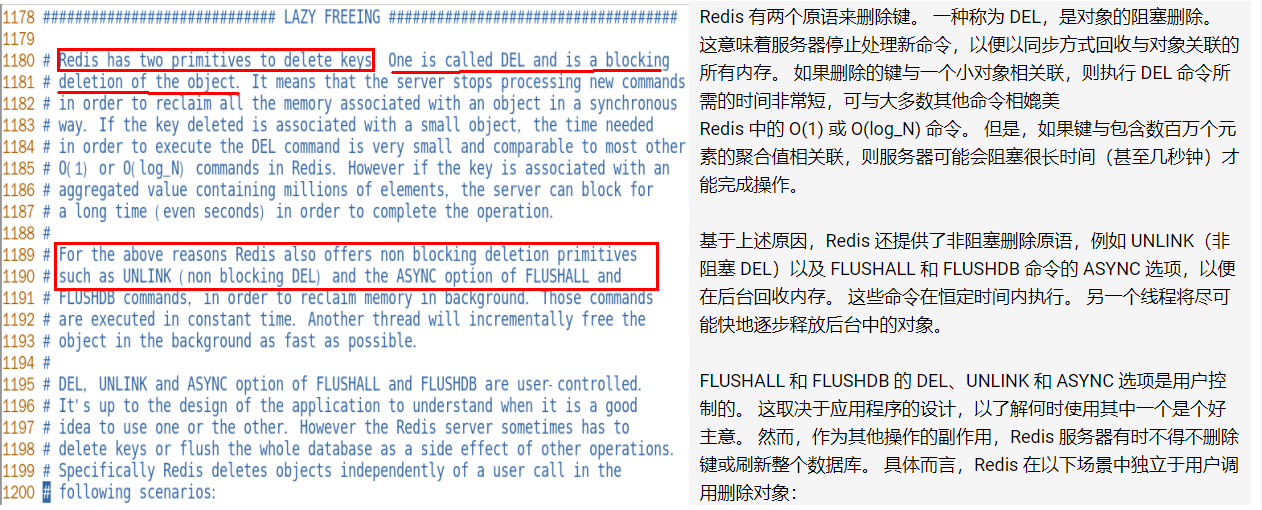 1178 ############################ LAZY FREEING ####################################
1179
1180 # Redis has two primitives to delete keys. One is called DEL and is a blocking
1181 # deletion of the object. It means that the server stops processing new commands
1182 # in order to reclaim all the memory associated with an object in a synchronous
1183 # way. If the key deleted is associated with a small object, the time needed
1184 # in order to execute the DEL command is very small and comparable to most other
1185 # O(1) or O(log_N) commands in Redis. However if the key is associated with an
1186 # aggregated value containing millions of elements, the server can block for
1187 # a long time (even seconds) in order to complete the operation.
1188 #
1189 # For the above reasons Redis also offers non blocking deletion primitives
1190 # such as UNLINK (non blocking DEL) and the ASYNC option of FLUSHALL and
1191 # FLUSHDB commands, in order to reclaim memory in background. Those commands
1192 # are executed in constant time. Another thread will incrementally free the
1193 # object in the background as fast as possible.
1194 #
1195 # DEL, UNLINK and ASYNC option of FLUSHALL and FLUSHDB are user-controlled.
1196 # It's up to the design of the application to understand when it is a good
1197 # idea to use one or the other. However the Redis server sometimes has to
1198 # delete keys or flush the whole database as a side effect of other operations.
1199 # Specifically Redis deletes objects independently of a user call in the
1200 # following scenarios:
Redis 有两个原语来删除键。 一种称为 DEL，是对象的阻塞删除。
这意味着服务器停止处理新命令，以便以同步方式回收与对象关联的
所有内存。 如果删除的键与一个小对象相关联，则执行 DEL 命令所
需的时间非常短，可与大多数其他命令相媲美
Redis 中的 O(1) 或 O(log_N) 命令。 但是，如果键与包含数百万个元
素的聚合值相关联，则服务器可能会阻塞很长时间（甚至几秒钟）才
能完成操作。
基于上述原因，Redis 还提供了非阻塞删除原语，例如 UNLINK（非
阻塞 DEL）以及 FLUSHALL 和 FLUSHDB 命令的 ASYNC 选项，以便
在后台回收内存。 这些命令在恒定时间内执行。 另一个线程将尽可
能快地逐步释放后台中的对象。
FLUSHALL 和 FLUSHDB 的 DEL、UNLINK 和 ASYNC 选项是用户控
制的。 这取决于应用程序的设计，以了解何时使用其中一个是个好
主意。 然而，作为其他操作的副作用，Redis 服务器有时不得不删除
键或刷新整个数据库。 具体而言，Redis 在以下场景中独立于用户调
用删除对象：